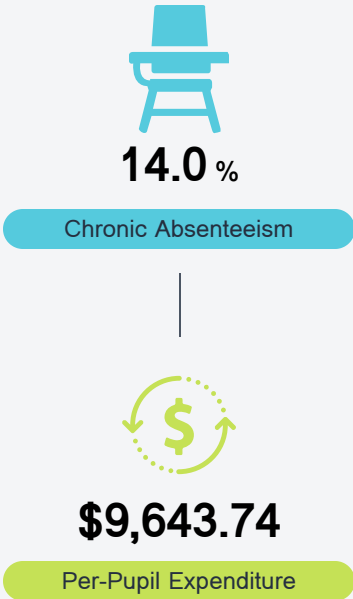 14.0 %
Chronic Absenteeism
$
$9,643.74
Per-Pupil Expenditure